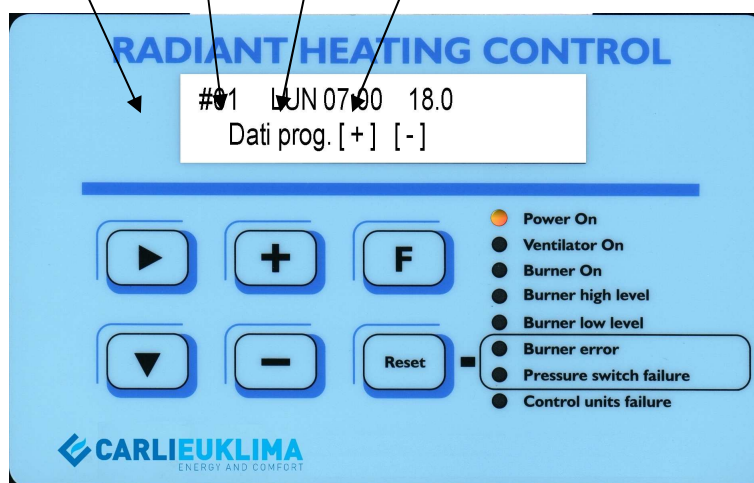 RADIANT HEATING CONTROL
#01 LUN 07:00 18.0
Dati prog. [ + ] [ - ]
Power On
Ventilator On
Burner On
F
Burner high level
Burner low level
Burner error
Reset
Pressure switch failure
Control units failure
CARLIEUKLIMA
ENERGY AND COMFORT